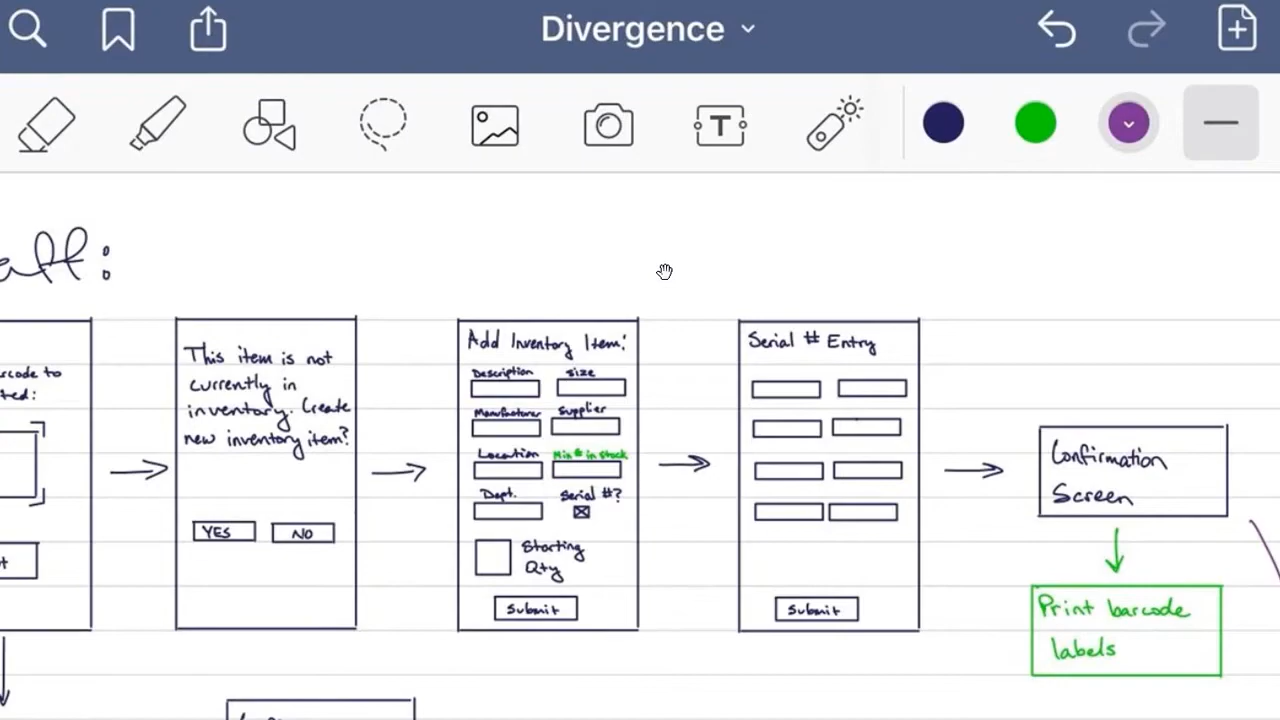 Divergence
T
aff:
rcode to
ted:
t
This item is not
currently in
inventory. Create
new inventory item?
YES
NO
Add Inventory Item:
Description
Size
Manufacturer
Supplier
Location
Min # in stock
Dept.
Serial #?
Starting
Qty
Submit
Serial # Entry
Submit
Confirmation
Screen
Print barcode
labels